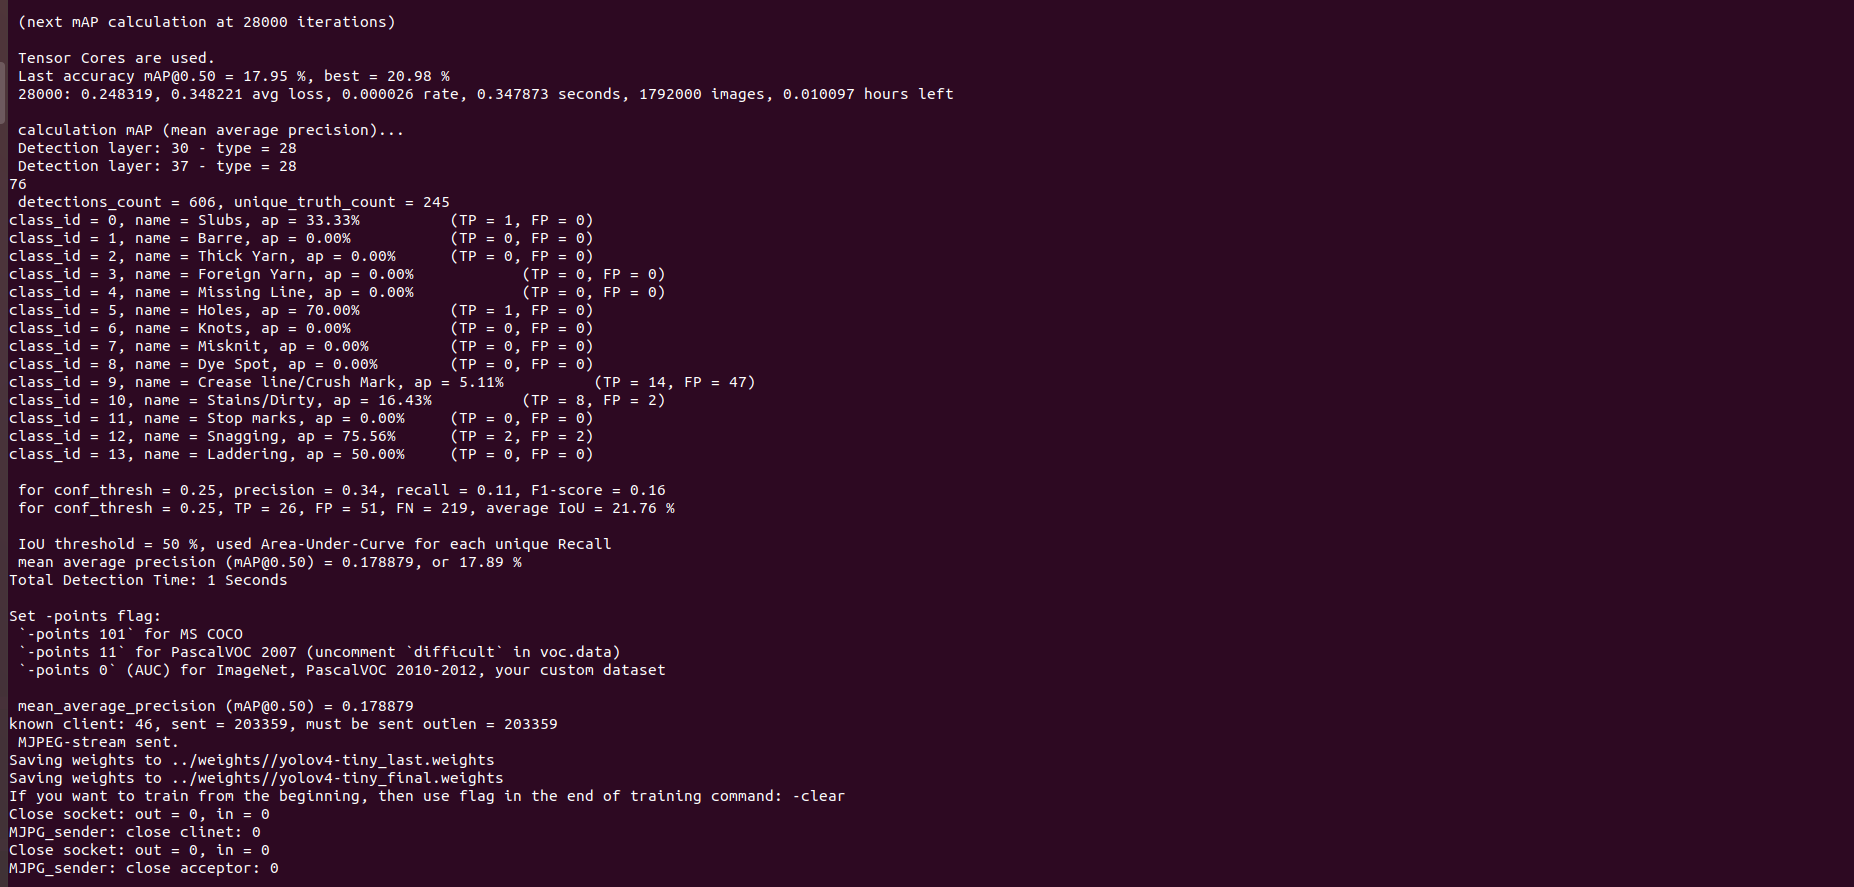 (next mAP calculation at 28000 iterations)
Tensor Cores are used.
Last accuracy mAP@0.50 = 17.95 %, best = 20.98 %
28000: 0.248319, 0.348221 avg loss, 0.000026 rate, 0.347873 seconds, 1792000 images, 0.010097 hours left
calculation mAP (mean average precision)...
Detection layer: 30 - type = 28
Detection layer: 37 - type = 28
76
detections_count = 606, unique_truth_count = 245
class_id = 0, name = Slubs, ap = 33.33% (TP = 1, FP = 0)
class_id = 1, name = Barre, ap = 0.00% (TP = 0, FP = 0)
class_id = 2, name = Thick Yarn, ap = 0.00% (TP = 0, FP = 0)
class_id = 3, name = Foreign Yarn, ap = 0.00% (TP = 0, FP = 0)
class_id = 4, name = Missing Line, ap = 0.00% (TP = 0, FP = 0)
class_id = 5, name = Holes, ap = 70.00% (TP = 1, FP = 0)
class_id = 6, name = Knots, ap = 0.00% (TP = 0, FP = 0)
class_id = 7, name = Misknit, ap = 0.00% (TP = 0, FP = 0)
class_id = 8, name = Dye Spot, ap = 0.00% (TP = 0, FP = 0)
class_id = 9, name = Crease line/Crush Mark, ap = 5.11% (TP = 14, FP = 47)
class_id = 10, name = Stains/Dirty, ap = 16.43% (TP = 8, FP = 2)
class_id = 11, name = Stop marks, ap = 0.00% (TP = 0, FP = 0)
class_id = 12, name = Snagging, ap = 75.56% (TP = 2, FP = 2)
class_id = 13, name = Laddering, ap = 50.00% (TP = 0, FP = 0)
for conf_thresh = 0.25, precision = 0.34, recall = 0.11, F1-score = 0.16
for conf_thresh = 0.25, TP = 26, FP = 51, FN = 219, average IoU = 21.76 %
IoU threshold = 50 %, used Area-Under-Curve for each unique Recall
mean average precision (mAP@0.50) = 0.178879, or 17.89 %
Total Detection Time: 1 Seconds
Set -points flag:
`-points 101` for MS COCO
`-points 11` for PascalVOC 2007 (uncomment `difficult` in voc.data)
`-points 0` (AUC) for ImageNet, PascalVOC 2010-2012, your custom dataset
mean_average_precision (mAP@0.50) = 0.178879
known client: 46, sent = 203359, must be sent outlen = 203359
MJPEG-stream sent.
Saving weights to ../weights//yolov4-tiny_last.weights
Saving weights to ../weights//yolov4-tiny_final.weights
If you want to train from the beginning, then use flag in the end of training command: -clear
Close socket: out = 0, in = 0
MJPG_sender: close clinet: 0
Close socket: out = 0, in = 0
MJPG_sender: close acceptor: 0